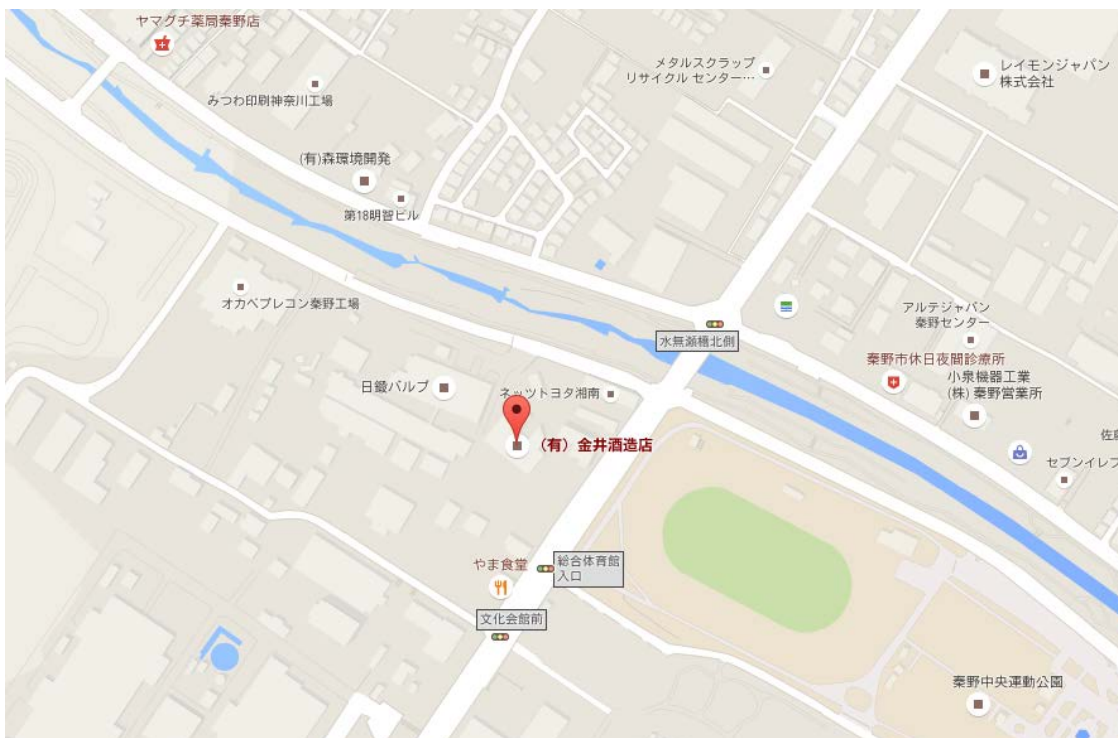 ヤマグチ薬局秦野店
みつわ印刷神奈川工場
メタルスクラップ
リサイクル センター…
レイモンジャパン
株式会社
(有)森環境開発
第18明智ビル
オカベプレコン秦野工場
アルテジャパン
秦野センター
水無瀬橋北側
秦野市休日夜間診療所
小泉機器工業
(株) 秦野営業所
日鍛バルブ
ネッツトヨタ湘南
(有) 金井酒造店
佐
セブンイレブ
やま食堂
総合体育館
入口
文化会館前
秦野中央運動公園